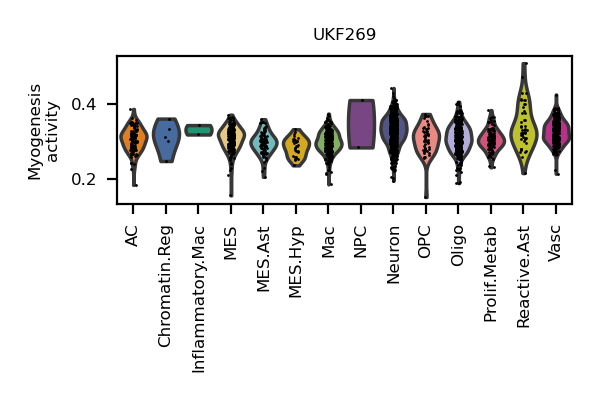 UKF269
Myogenesis
activity
0.4
0.2
AC
Chromatin.Reg
Inflammatory.Mac
MES
MES.Ast
MES.Hyp
Mac
NPC
Neuron
OPC
Oligo
Prolif.Metab
Reactive.Ast
Vasc